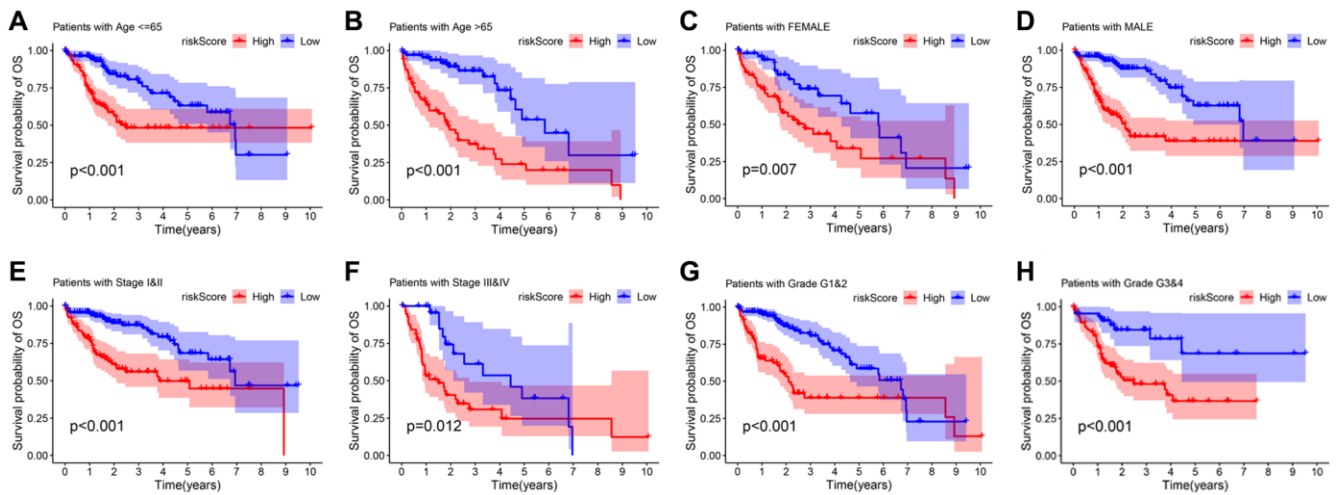 A
Patients with Age <=65
riskScore High Low
Survival probability of OS
1.00
0.75
0.50
0.25
0.00
p<0.001
0 1 2 3 4 5 6 7 8 9 10
Time(years)
B
Patients with Age >65
riskScore High Low
Survival probability of OS
1.00
0.75
0.50
0.25
0.00
p<0.001
0 1 2 3 4 5 6 7 8 9 10
Time(years)
C
Patients with FEMALE
riskScore High Low
Survival probability of OS
1.00
0.75
0.50
0.25
0.00
p=0.007
0 1 2 3 4 5 6 7 8 9 10
Time(years)
D
Patients with MALE
riskScore High Low
Survival probability of OS
1.00
0.75
0.50
0.25
0.00
p<0.001
0 1 2 3 4 5 6 7 8 9 10
Time(years)
E
Patients with Stage I&II
riskScore High Low
Survival probability of OS
1.00
0.75
0.50
0.25
0.00
p<0.001
0 1 2 3 4 5 6 7 8 9 10
Time(years)
F
Patients with Stage III&IV
riskScore High Low
Survival probability of OS
1.00
0.75
0.50
0.25
0.00
p=0.012
0 1 2 3 4 5 6 7 8 9 10
Time(years)
G
Patients with Grade G1&2
riskScore High Low
Survival probability of OS
1.00
0.75
0.50
0.25
0.00
p<0.001
0 1 2 3 4 5 6 7 8 9 10
Time(years)
H
Patients with Grade G3&4
riskScore High Low
Survival probability of OS
1.00
0.75
0.50
0.25
0.00
p<0.001
0 1 2 3 4 5 6 7 8 9 10
Time(years)